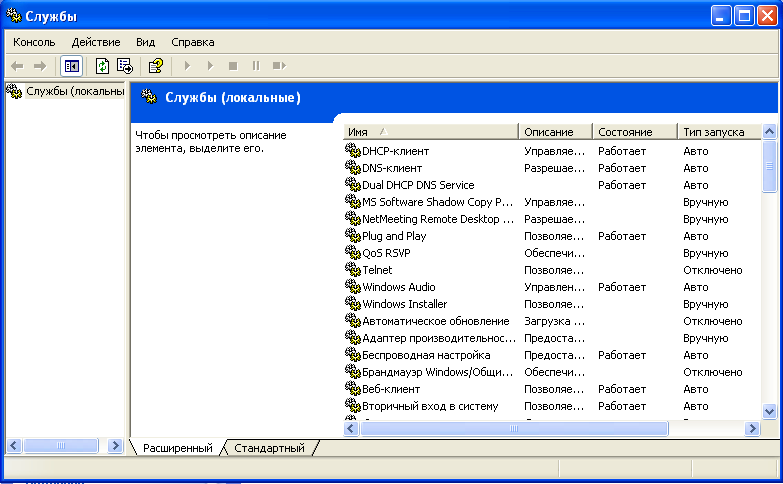 Службы
Консоль Действие Вид Справка
Службы (локальны
Службы (локальные)
Чтобы просмотреть описание
элемента, выделите его.
Имя Описание Состояние Тип запуска
DHCP-клиент Управляе... Работает Авто
DNS-клиент Разрешае... Работает Авто
Dual DHCP DNS Service Работает Авто
MS Software Shadow Copy P... Управляе... Вручную
NetMeeting Remote Desktop ... Разрешае... Вручную
Plug and Play Позволяе... Работает Авто
QoS RSVP Обеспечи... Вручную
Telnet Позволяе... Отключено
Windows Audio Управлен... Работает Авто
Windows Installer Позволяе... Вручную
Автоматическое обновление Загрузка ... Отключено
Адаптер производительнос... Предоста... Вручную
Беспроводная настройка Предоста... Работает Авто
Брандмауэр Windows/Общи... Обеспечи... Отключено
Веб-клиент Позволяе... Работает Авто
Вторичный вход в систему Позволяе... Работает Авто
Расширенный Стандартный